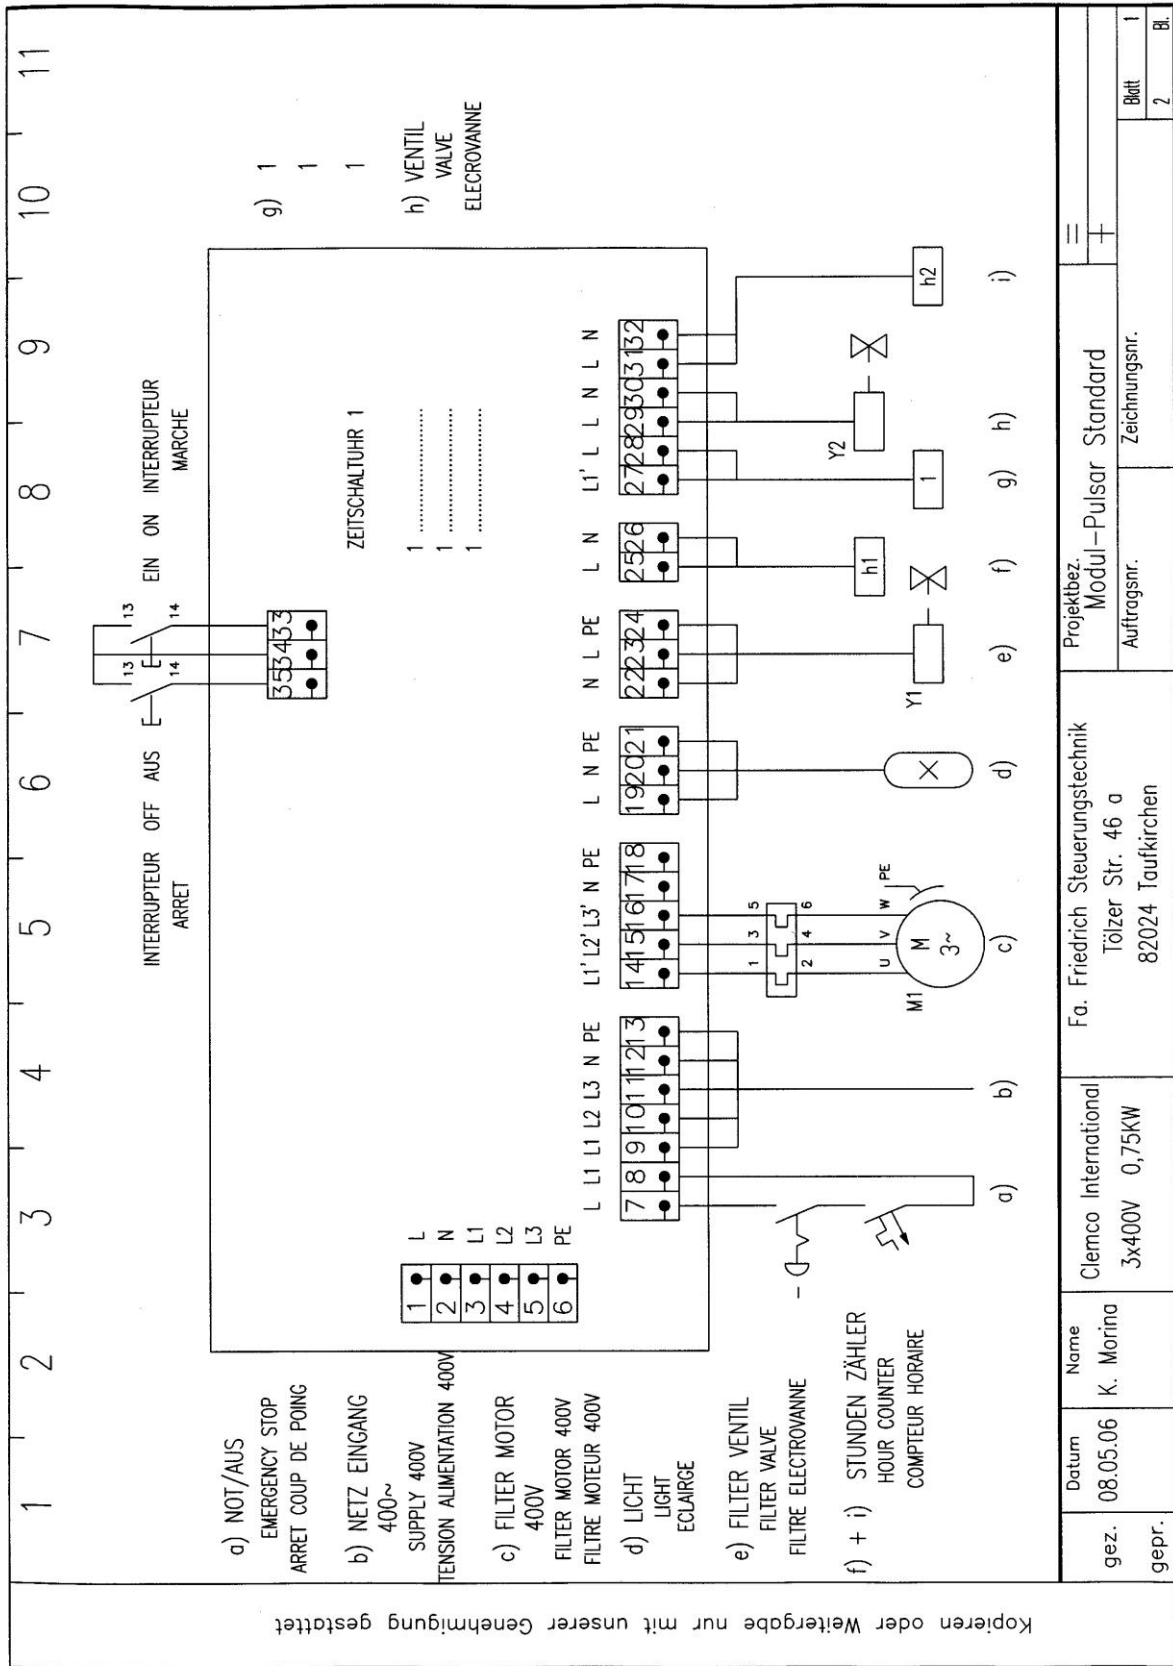 1 2 3 4 5 6 7 8 9 10 11
a) NOT/AUS
EMERGENCY STOP
ARRET COUP DE POING
b) NETZ EINGANG
400~
SUPPLY 400V
TENSION ALIMENTATION 400V
c) FILTER MOTOR
400V
FILTER MOTOR 400V
FILTRE MOTEUR 400V
d) LICHT
LIGHT
ECLAIRGE
e) FILTER VENTIL
FILTER VALVE
FILTRE ELECTROVANNE
f) + i) STUNDEN ZÄHLER
HOUR COUNTER
COMPTEUR HORAIRE
INTERRUPTEUR OFF AUS
ARRET
EIN ON INTERRUPTEUR
MARCHE
13 13
14 14
35 34 33
ZEITSCHALTUHR 1
1 ................
1 ................
1 ................
g) 1
1
1
h) VENTIL
VALVE
ELECROVANNE
1 L
2 N
3 L1
4 L2
5 L3
6 PE
L L1 L1 L2 L3 N PE L1' L2' L3' N PE L N PE N L PE L N L1' L L N L N
7 8 9 10 11 12 13 14 15 16 17 18 19 20 21 22 23 24 25 26 27 28 29 30 31 32
1 3 5
2 4 6
U V W PE
M1
M
3~
Y1
h1
1
Y2
h2
a) b) c) d) e) f) g) h) i)
gez.
gepr.
Datum
08.05.06
Name
K. Morina
Clemco International
3x400V 0,75KW
Fa. Friedrich Steuerungstechnik
Tölzer Str. 46 a
82024 Taufkirchen
Projektbez.
Modul-Pulsar Standard
Auftragsnr.
Zeichnungsnr.
=
+
Blatt 1
2 Bl.
Kopieren oder Weitergabe nur mit unserer Genehmigung gestattet